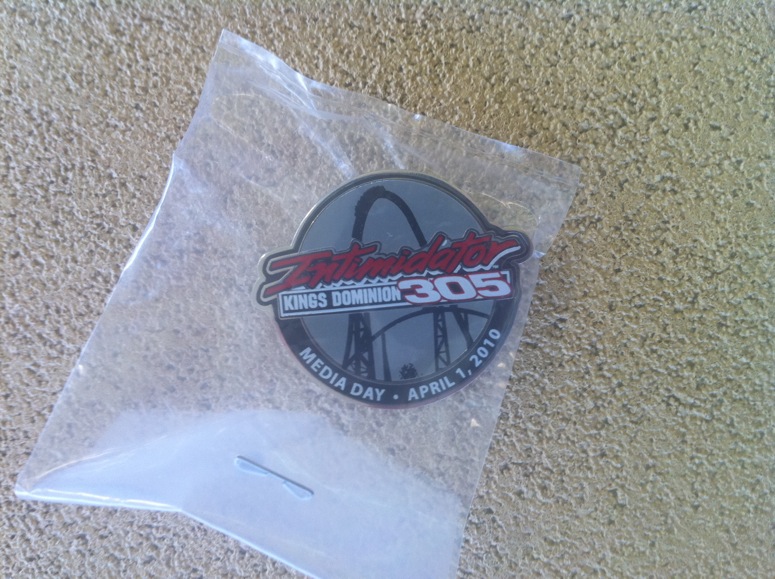 Intimidator
KINGS DOMINION 305
MEDIA DAY • APRIL 1, 2010